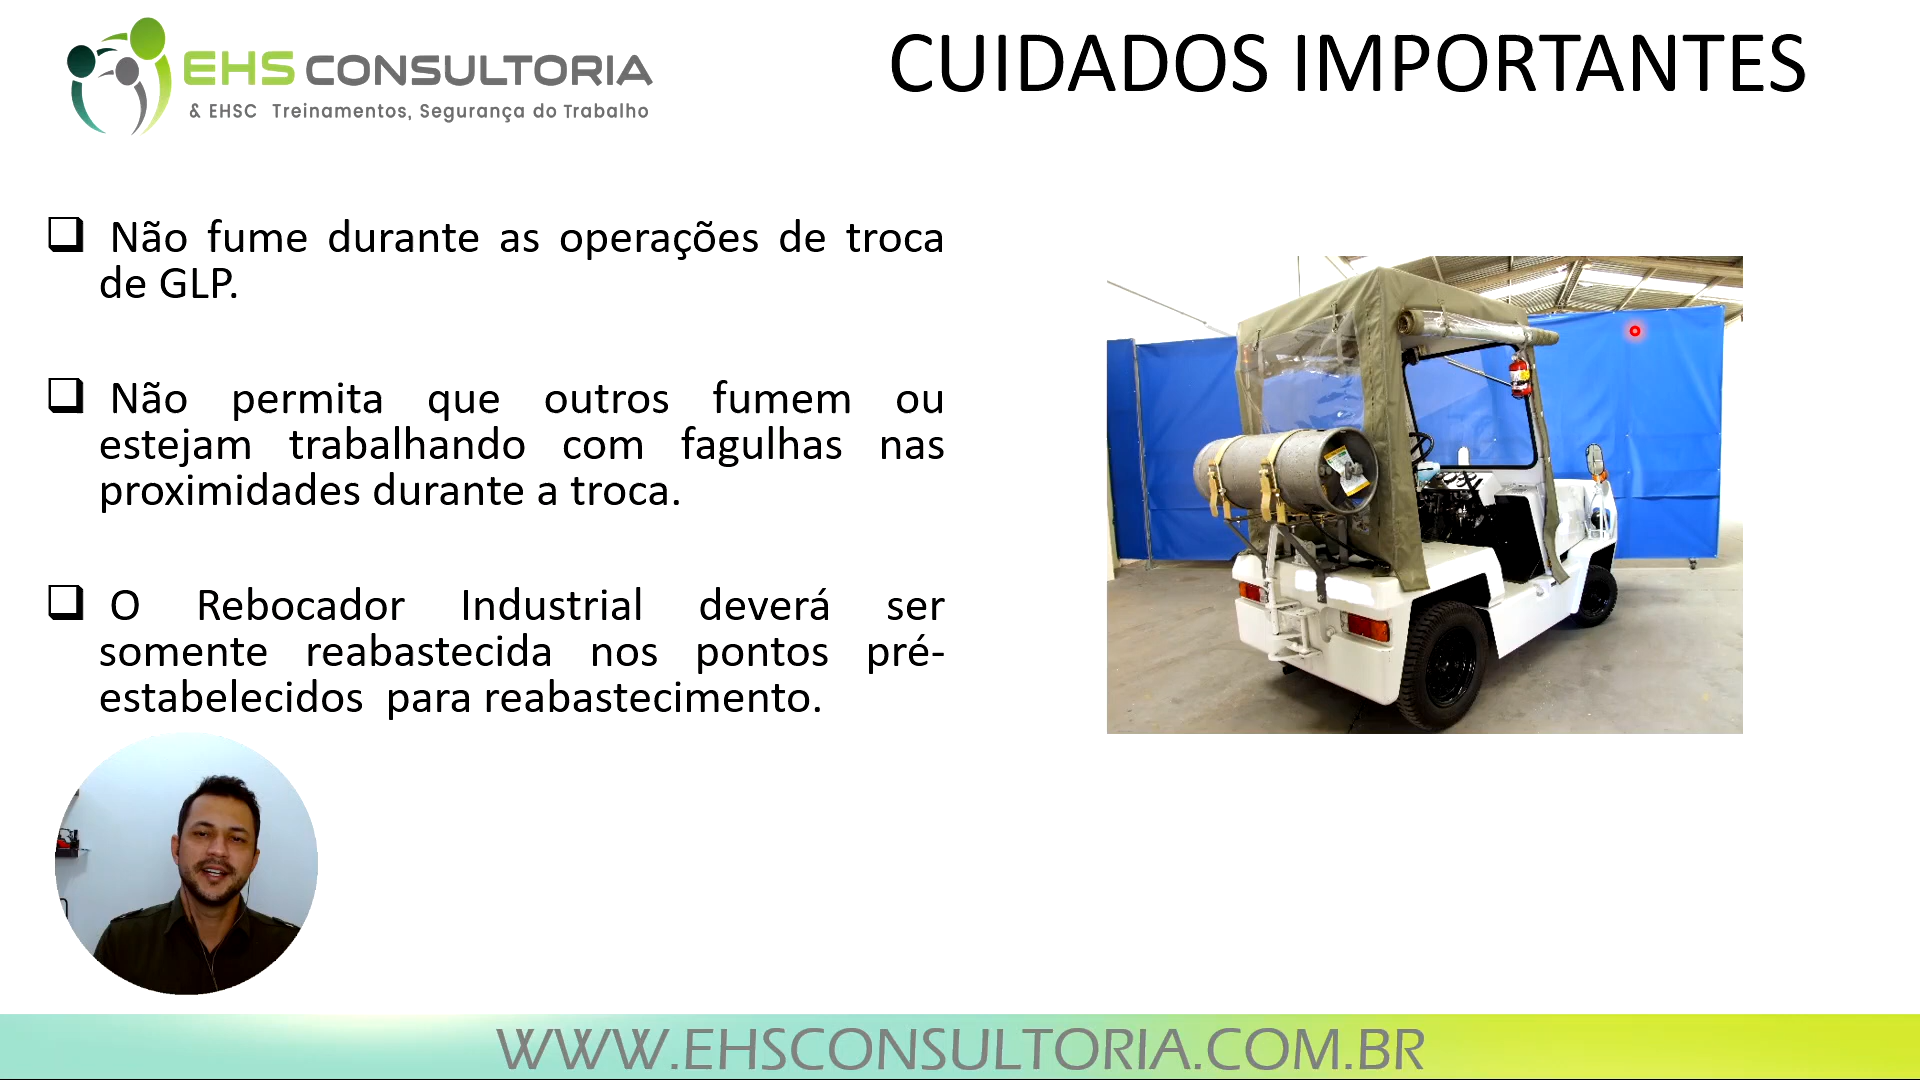 EHS CONSULTORIA
& EHSC Treinamentos, Segurança do Trabalho
CUIDADOS IMPORTANTES
Não fume durante as operações de troca
de GLP.
Não permita que outros fumem ou
estejam trabalhando com fagulhas nas
proximidades durante a troca.
O Rebocador Industrial deverá ser
somente reabastecida nos pontos pré-
estabelecidos para reabastecimento.
WWW.EHSCONSULTORIA.COM.BR